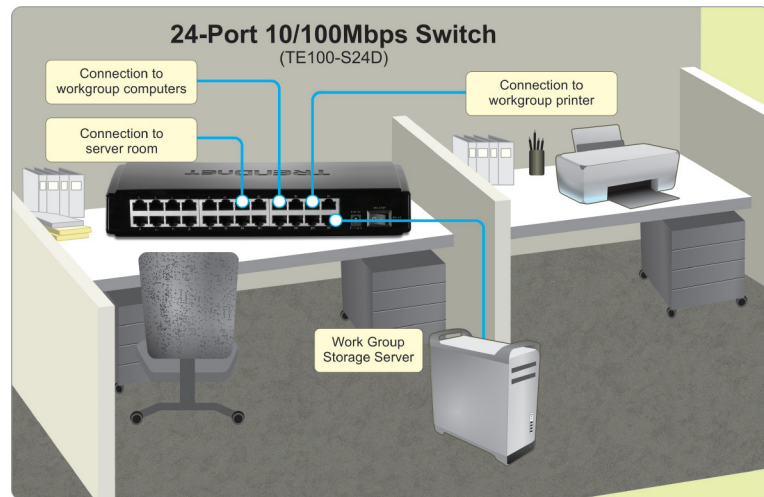 24-Port 10/100Mbps Switch
(TE100-S24D)
Connection to
workgroup computers
Connection to
workgroup printer
Connection to
server room
TRENDnet
Work Group
Storage Server